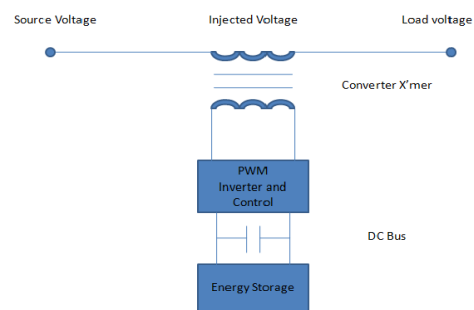 Source Voltage
Injected Voltage
Load voltage
Converter X'mer
PWM
Inverter and
Control
DC Bus
Energy Storage